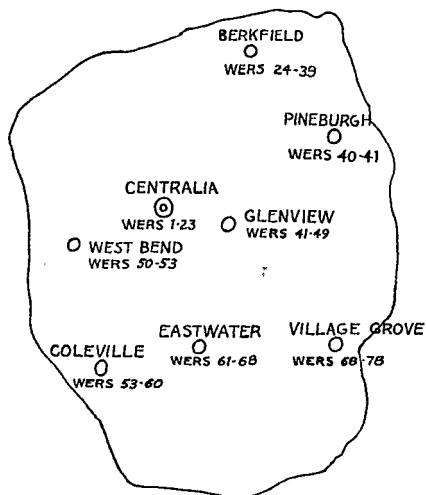 BERKFIELD
WERS 24-39
PINEBURGH
WERS 40-41
CENTRALIA
WERS 1-23
GLENVIEW
WERS 41-49
WEST BEND
WERS 50-53
EASTWATER
WERS 61-68
VILLAGE GROVE
WERS 68-78
COLEVILLE
WERS 53-60